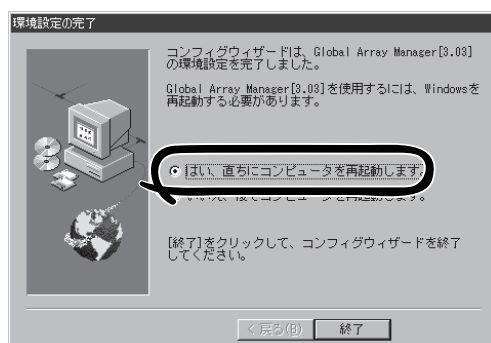 環境設定の完了
コンフィグウィザードは、Global Array Manager[3.03]
の環境設定を完了しました。
Global Array Manager[3.03]を使用するには、Windowsを
再起動する必要があります。
はい、直ちにコンピュータを再起動します。
いいえ、後でコンピュータを再起動します。
[終了]をクリックして、コンフィグウィザードを終了
してください。
< 戻る(B)
終了